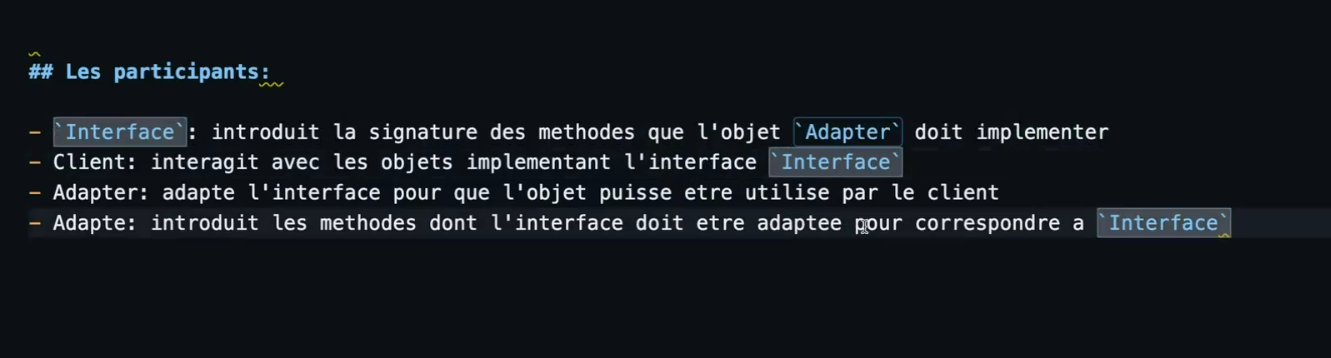 ## Les participants:
- `Interface`: introduit la signature des methodes que l'objet `Adapter` doit implementer
- Client: interagit avec les objets implementant l'interface `Interface`
- Adapter: adapte l'interface pour que l'objet puisse etre utilise par le client
- Adapte: introduit les methodes dont l'interface doit etre adaptee pour correspondre a `Interface`